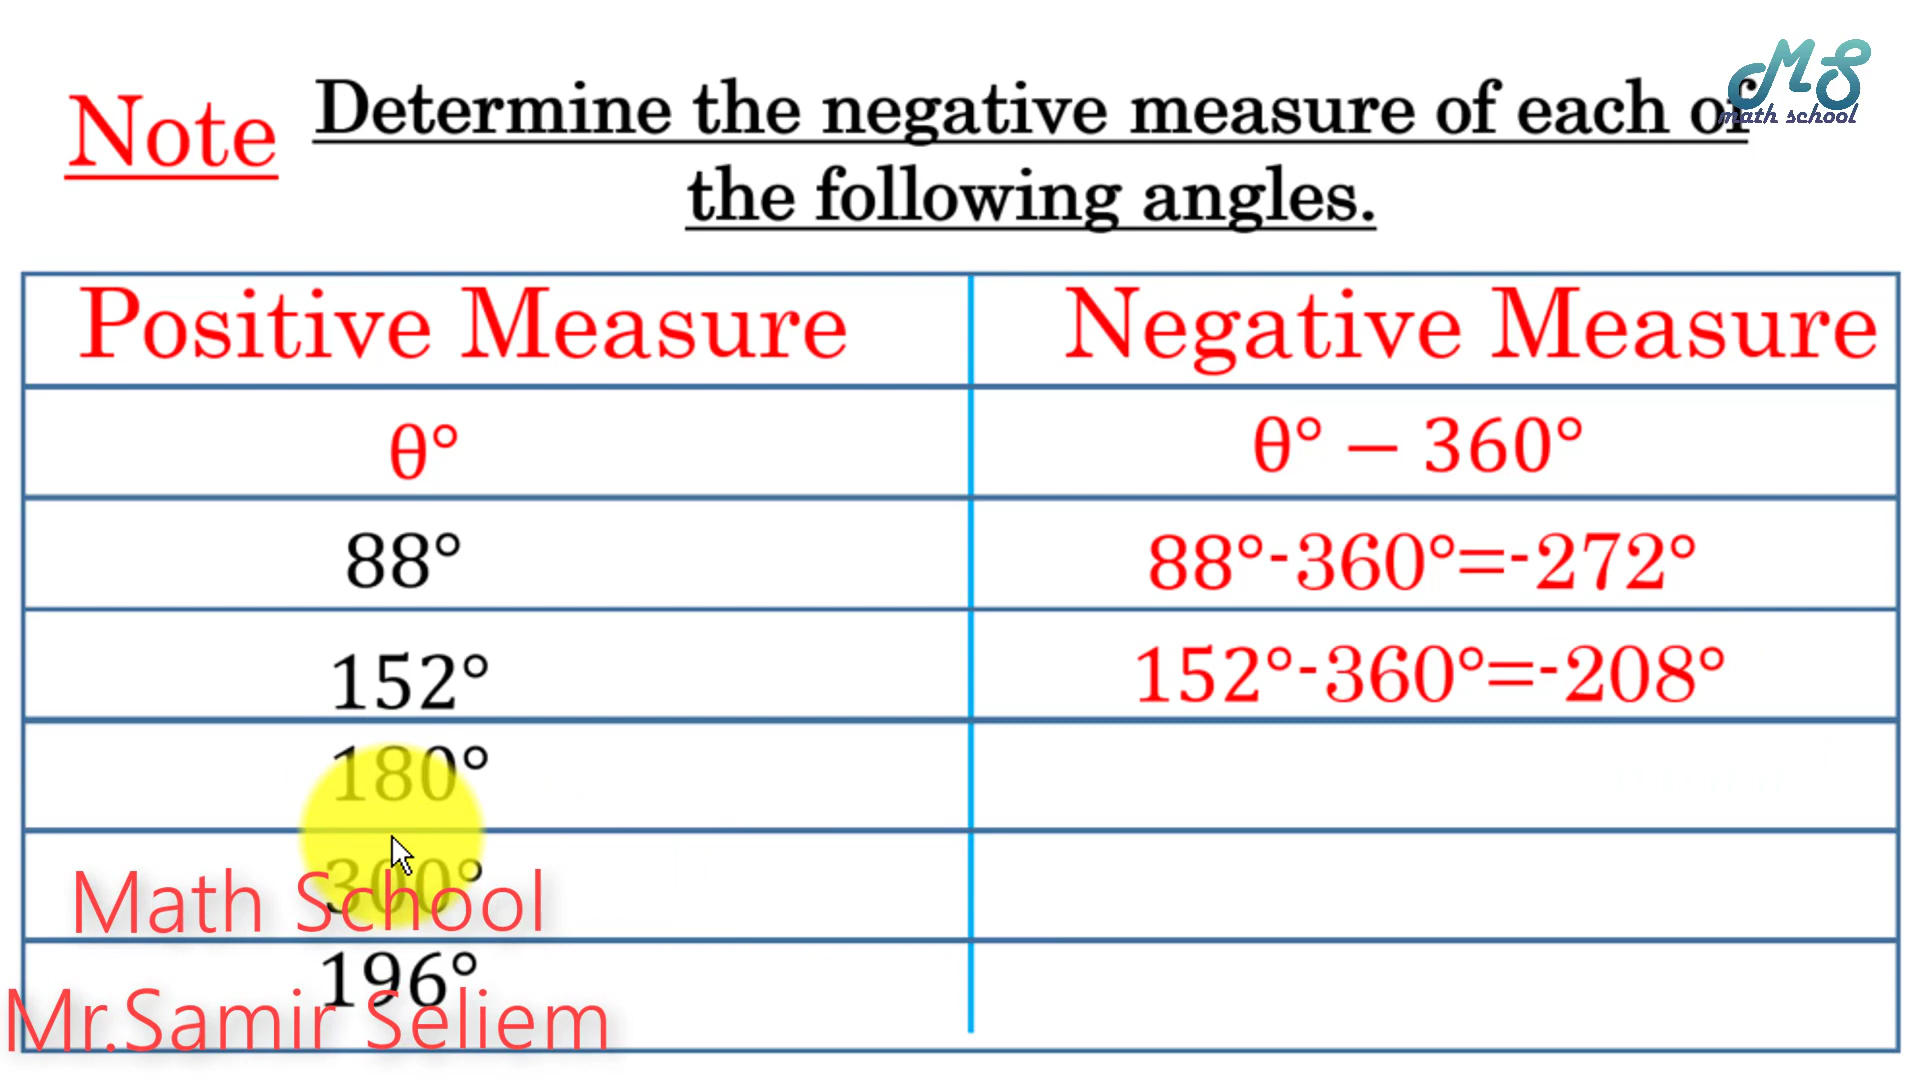 MS
math school
Note
Determine the negative measure of each of
the following angles.
Positive Measure
Negative Measure
θ°
θ° − 360°
88°
88°-360°=-272°
152°
152°-360°=-208°
180°
300°
Math School
196°
Mr.Samir Seliem